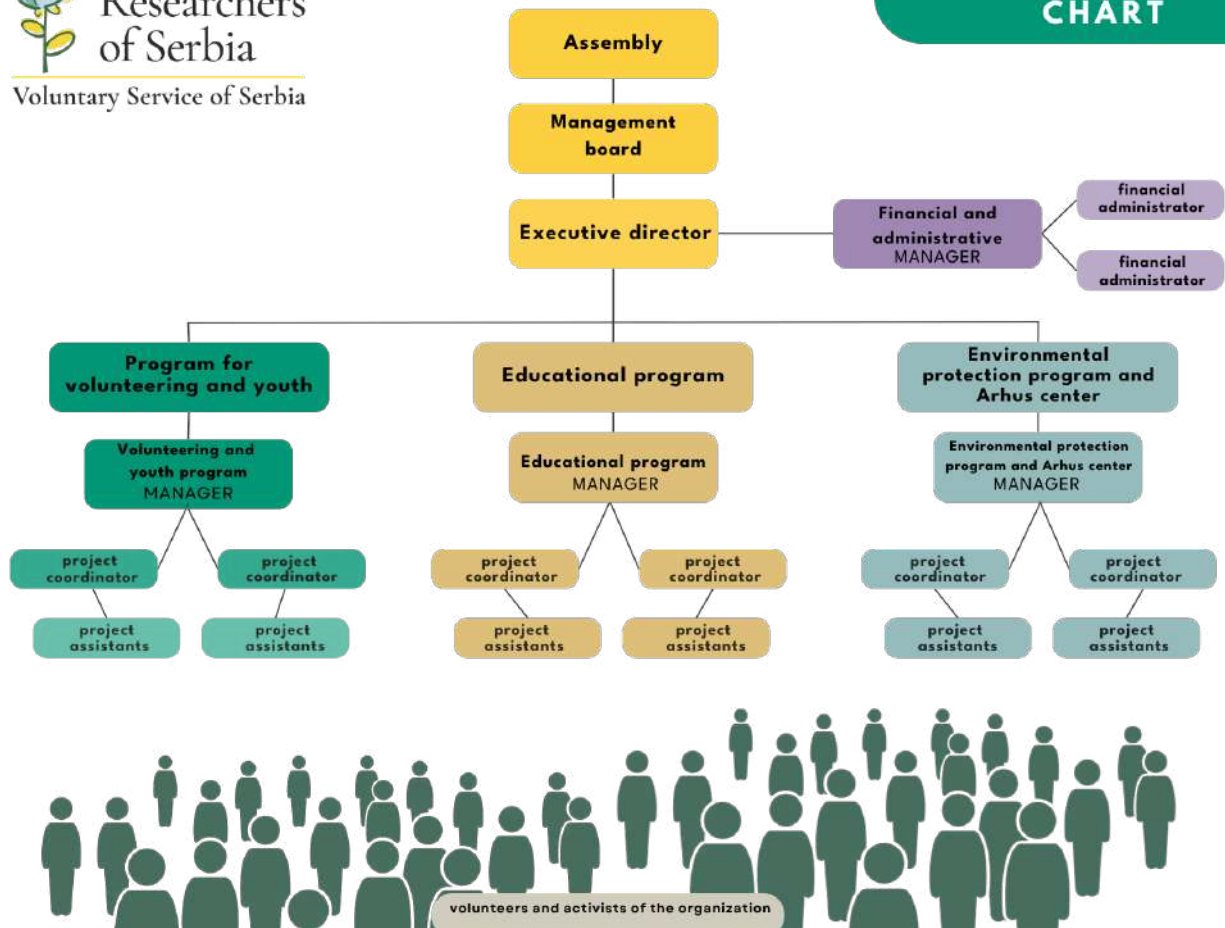 Researchers
of Serbia
Voluntary Service of Serbia
CHART
Assembly
Management
board
Executive director
Financial and
administrative
MANAGER
financial
administrator
financial
administrator
Program for
volunteering and youth
Educational program
Environmental
protection program and
Arhus center
Volunteering and
youth program
MANAGER
Educational program
MANAGER
Environmental protection
program and Arhus center
MANAGER
project
coordinator
project
coordinator
project
coordinator
project
coordinator
project
coordinator
project
coordinator
project
assistants
project
assistants
project
assistants
project
assistants
project
assistants
project
assistants
volunteers and activists of the organization